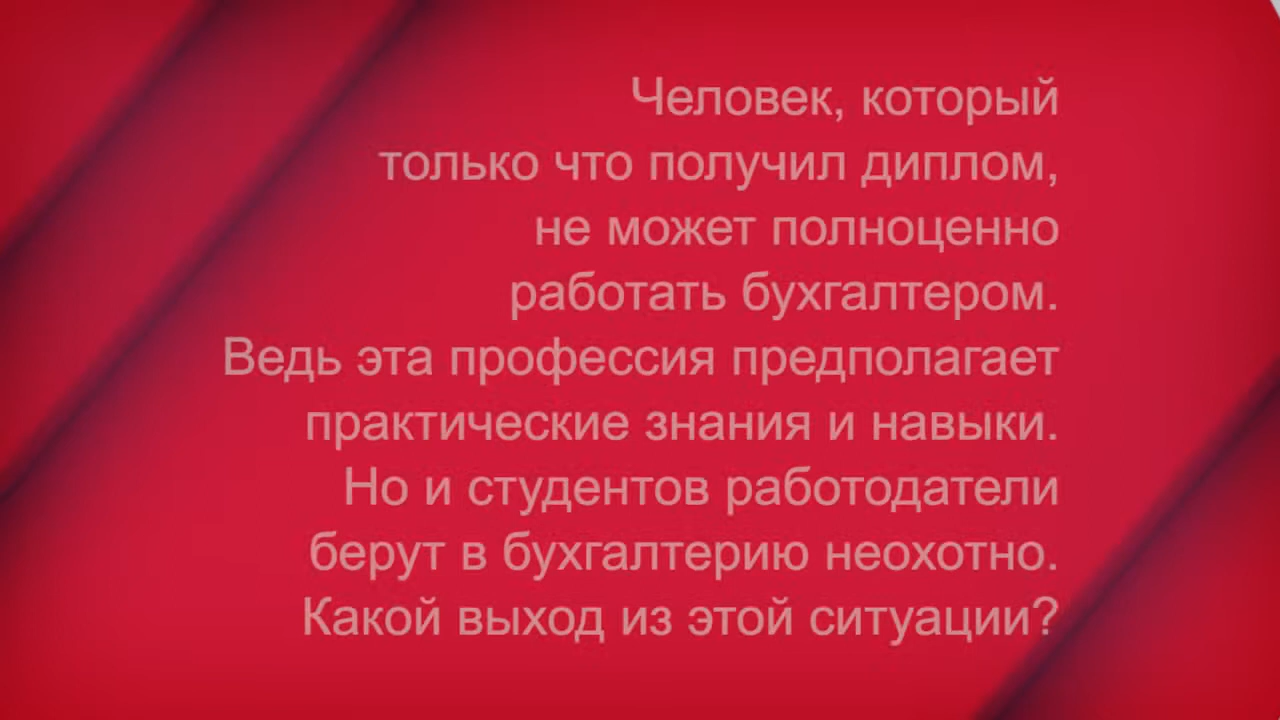 Человек, который
только что получил диплом,
не может полноценно
работать бухгалтером.
Ведь эта профессия предполагает
практические знания и навыки.
Но и студентов работодатели
берут в бухгалтерию неохотно.
Какой выход из этой ситуации?